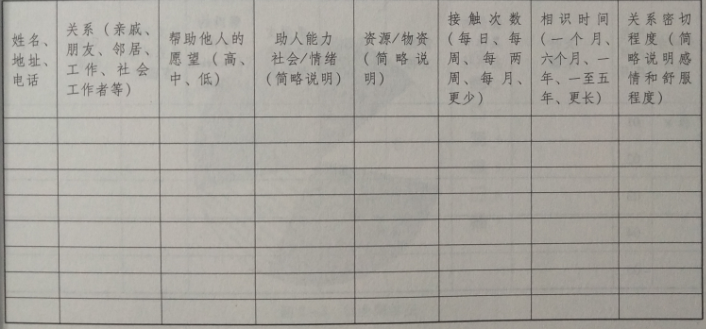 姓名、
地址、
电话
关系（亲戚、
朋友、邻居、
工作、社会
工作者等）
帮助他人的
愿望（高、
中、低）
助人能力
社会/情绪
（简略说明）
资源/物资
（简略说
明）
接触次数
（每日、每
周、每两
周、每月、
更少）
相识时间
（一个月、
六个月、一
年、一至五
年、更长）
关系密切
程度（简
略说明感
情和舒服
程度）